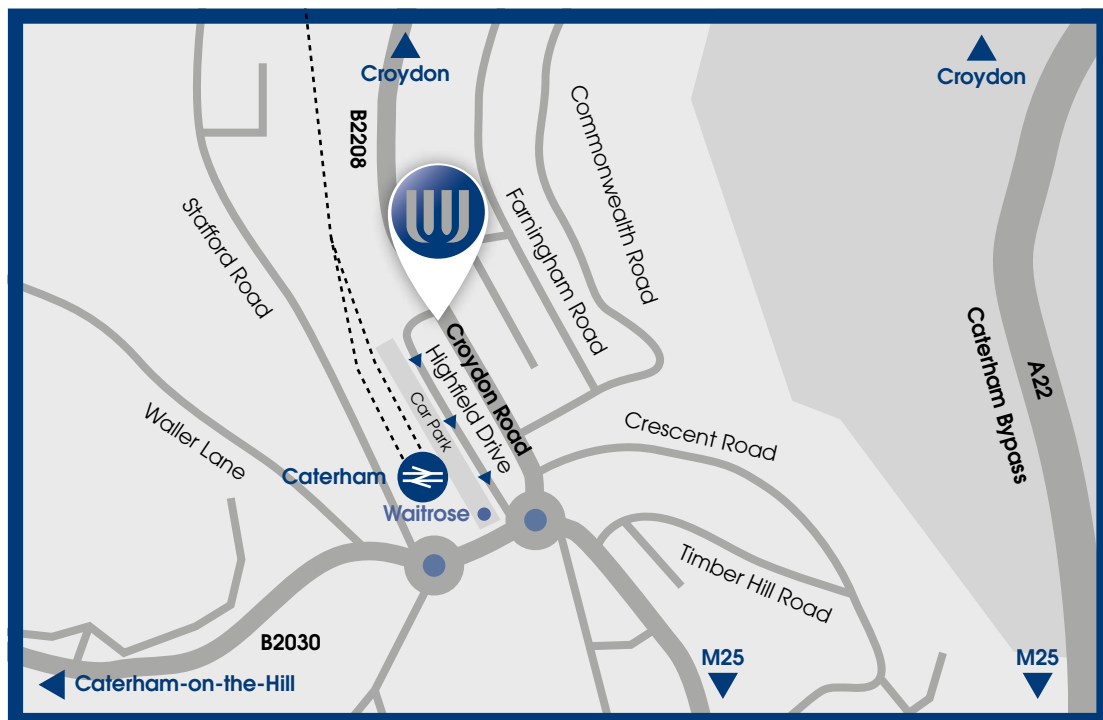 Croydon
Croydon
B2208
Commonwealth Road
Stafford Road
Farningham Road
Croydon Road
Highfield Drive
Car Park
Caterham Bypass
A22
Waller Lane
Crescent Road
Caterham
Waitrose
Timber Hill Road
B2030
M25
M25
Caterham-on-the-Hill